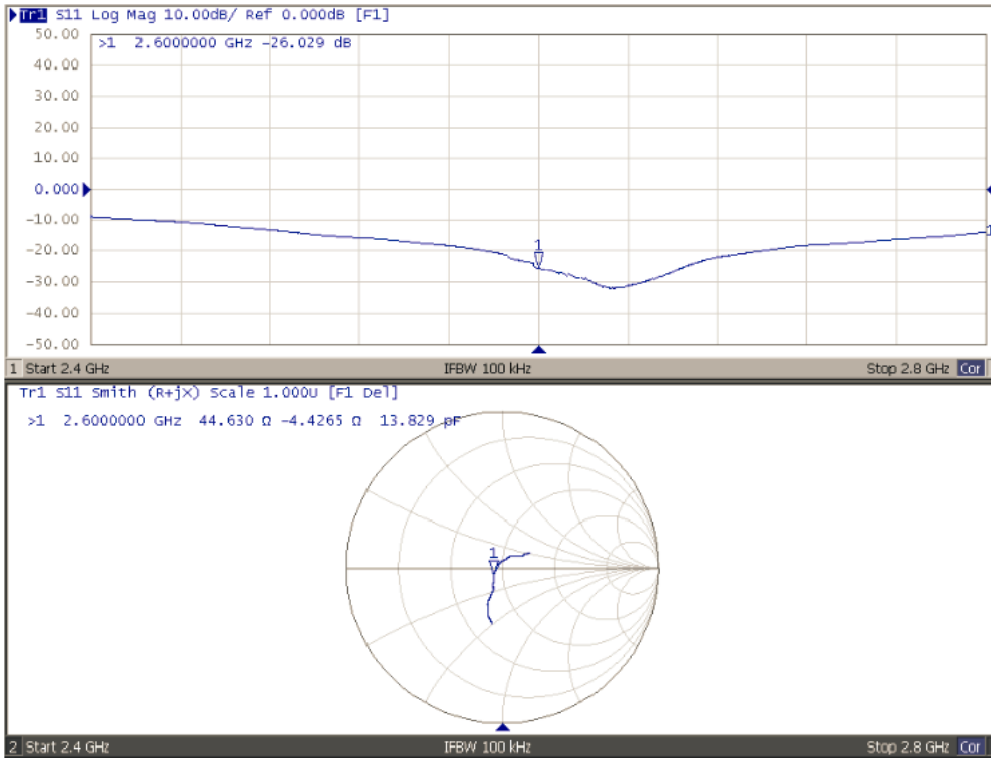 Tr1 S11 Log Mag 10.00dB/ Ref 0.000dB [F1]
50.00
>1 2.6000000 GHz -26.029 dB
40.00
30.00
20.00
10.00
0.000
-10.00
1
1
-20.00
-30.00
-40.00
-50.00
1 Start 2.4 GHz IFBW 100 kHz Stop 2.8 GHz Cor
Tr1 S11 Smith (R+jX) Scale 1.000U [F1 Del]
>1 2.6000000 GHz 44.630 Ω -4.4265 Ω 13.829 pF
1
2 Start 2.4 GHz IFBW 100 kHz Stop 2.8 GHz Cor